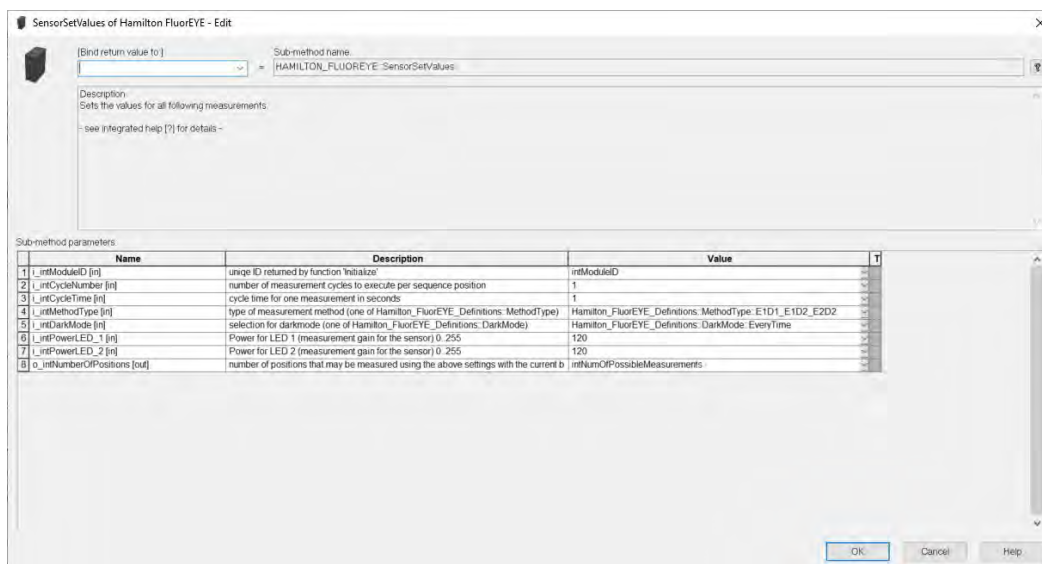 SensorSetValues of Hamilton FluorEYE - Edit
[Bind return value to:] Sub-method name:
= HAMILTON_FLUOREYE::SensorSetValues
Description
Sets the values for all following measurements.
- see integrated help [?] for details -
Sub-method parameters
Name Description Value T
1 i_intModuleID [in] uniqe ID returned by function 'Initialize' intModuleID
2 i_intCycleNumber [in] number of measurement cycles to execute per sequence position 1
3 i_intCycleTime [in] cycle time for one measurement in seconds 1
4 i_intMethodType [in] type of measurement method (one of Hamilton_FluorEYE_Definitions::MethodType) Hamilton_FluorEYE_Definitions::MethodType::E1D1_E1D2_E2D2
5 i_intDarkMode [in] selection for darkmode (one of Hamilton_FluorEYE_Definitions::DarkMode) Hamilton_FluorEYE_Definitions::DarkMode::EveryTime
6 i_intPowerLED_1 [in] Power for LED 1 (measurement gain for the sensor) 0..255 120
7 i_intPowerLED_2 [in] Power for LED 2 (measurement gain for the sensor) 0..255 120
8 o_intNumberOfPositions [out] number of positions that may be measured using the above settings with the current b intNumOfPossibleMeasurements
OK Cancel Help